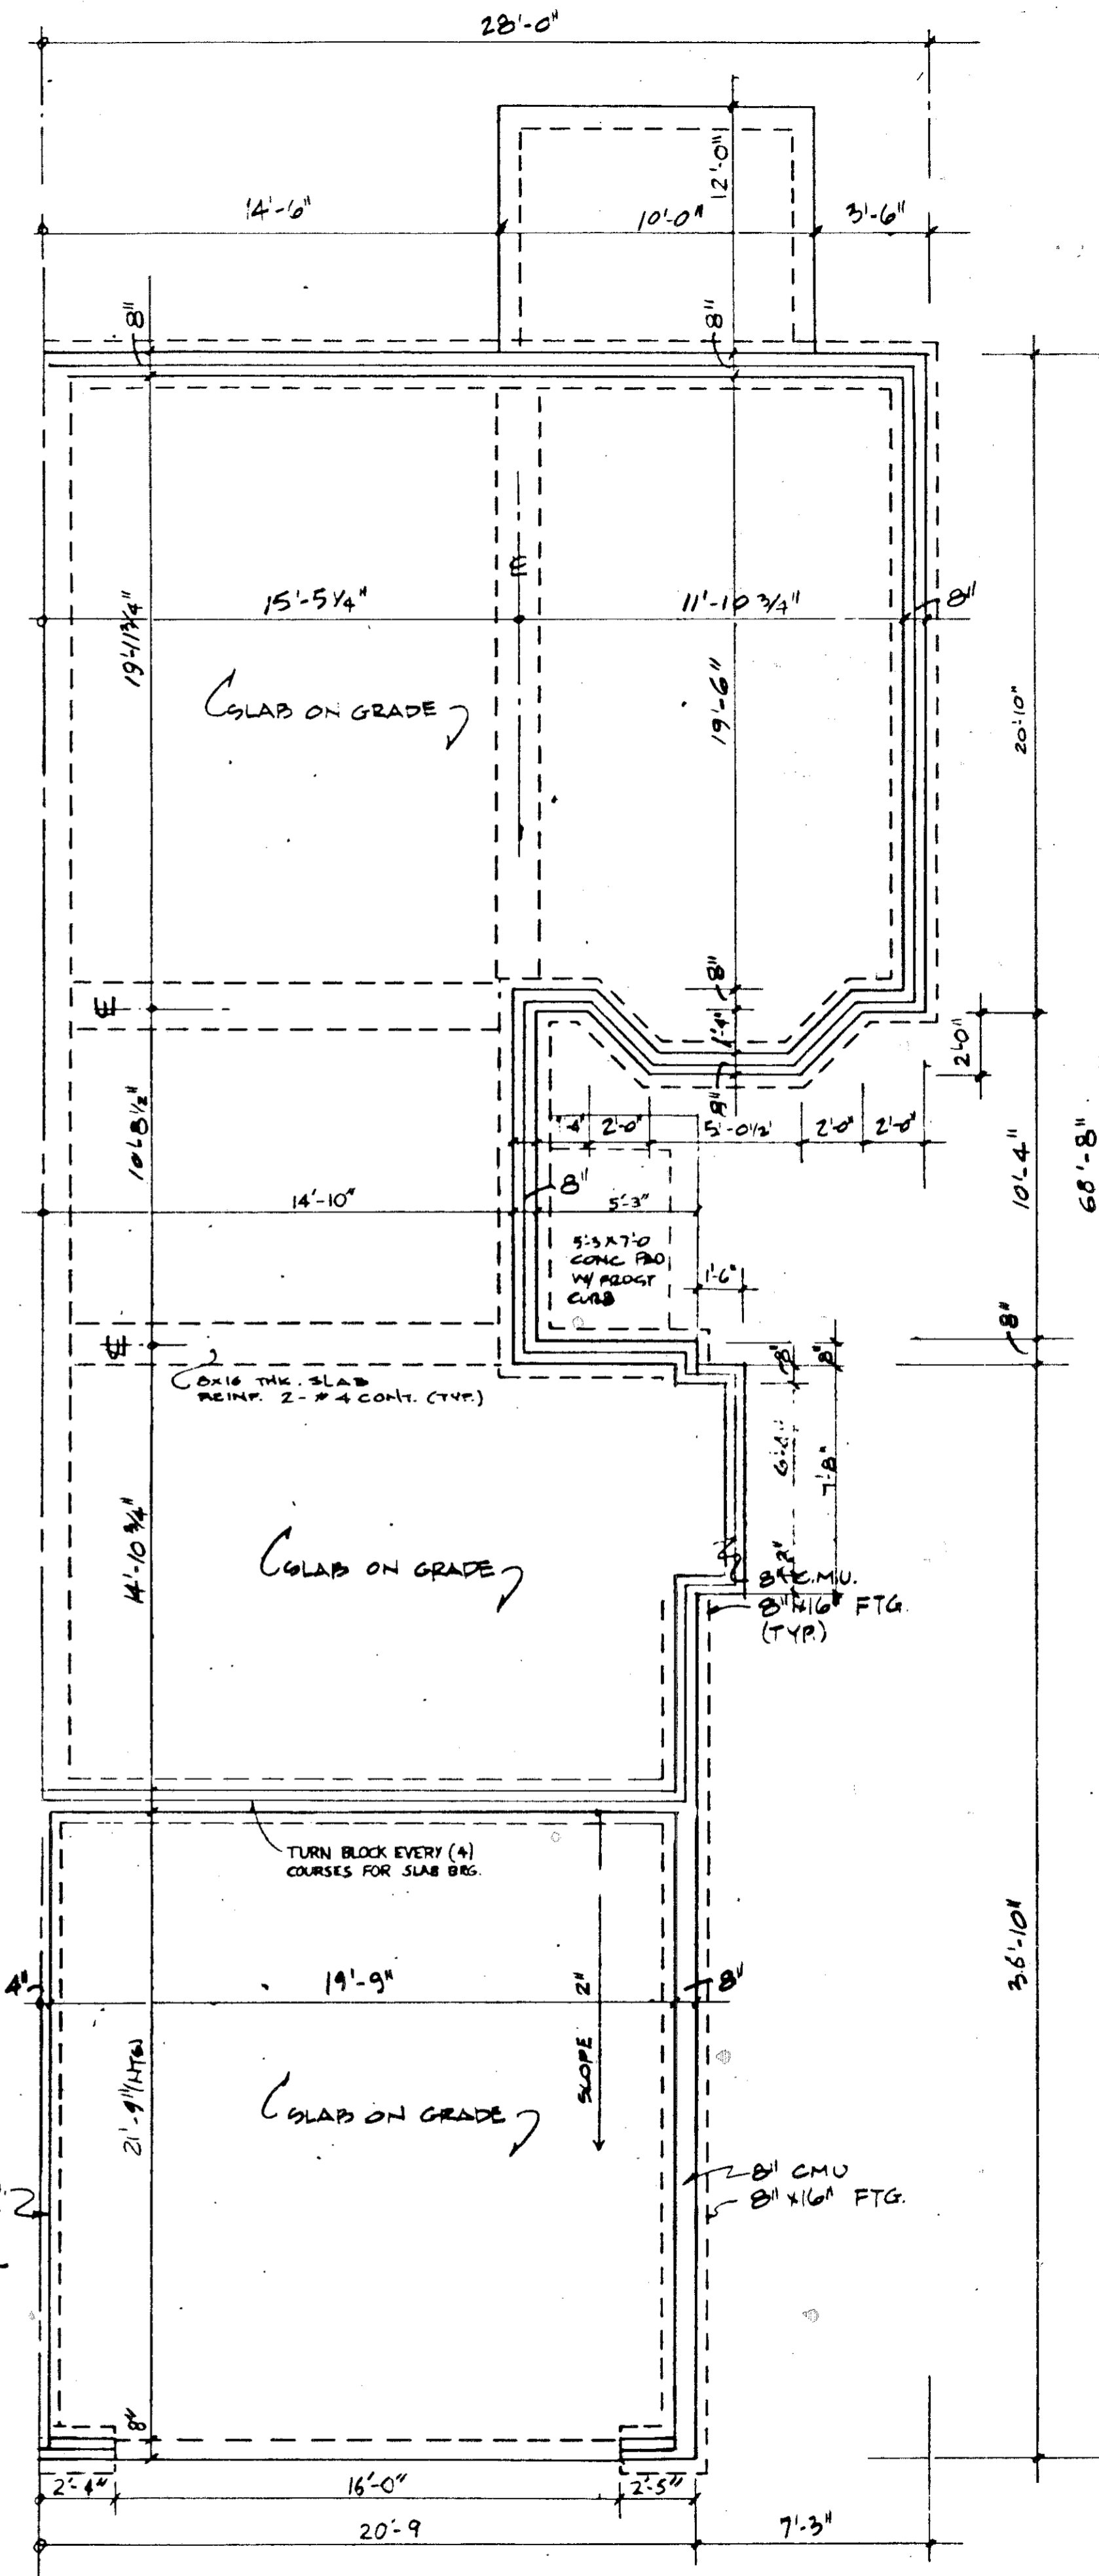 28'-0"
14'-6"
10'-0"
3'-6"
12'-0"
8"
8"
15'-5 1/4"
11'-10 3/4"
8"
19'-11 3/4"
19'-6"
20'-10"
SLAB ON GRADE
8"
1'-4"
8"
2'-0"
4"
2'-0"
5'-0 1/2"
2'-0"
2'-0"
10'-8 1/2"
10'-4"
68'-8"
14'-10"
8"
5'-3"
5'-3 x 7'-0
CONC PAD
W/ FROST
CURB
1'-6"
8"
8"
8"
8x16 THK. SLAB
REINF. 2-#4 CONT. (TYP.)
7'-8"
14'-10 3/4"
SLAB ON GRADE
8" C.M.U.
8"x16" FTG.
(TYP.)
TURN BLOCK EVERY (4)
COURSES FOR SLAB BRG.
4"
19'-9"
8"
SLOPE 2"
36'-10"
21'-9"
SLAB ON GRADE
8" CMU
8"x16" FTG.
8"
2'-4"
16'-0"
2'-5"
20'-9
7'-3"